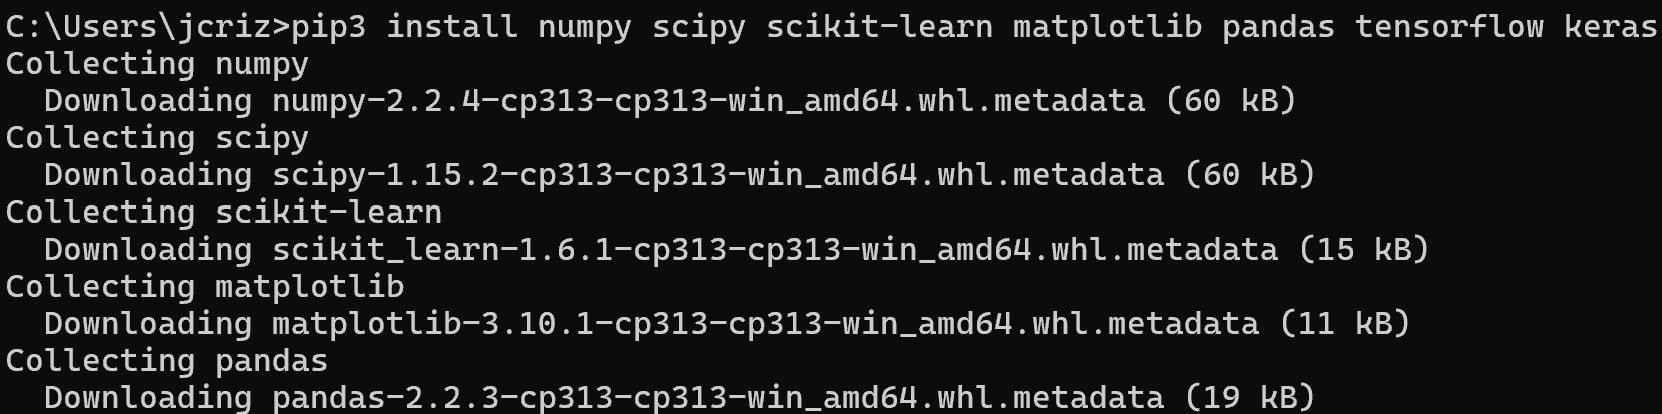 C:\Users\jcriz>pip3 install numpy scipy scikit-learn matplotlib pandas tensorflow keras
Collecting numpy
  Downloading numpy-2.2.4-cp313-cp313-win_amd64.whl.metadata (60 kB)
Collecting scipy
  Downloading scipy-1.15.2-cp313-cp313-win_amd64.whl.metadata (60 kB)
Collecting scikit-learn
  Downloading scikit_learn-1.6.1-cp313-cp313-win_amd64.whl.metadata (15 kB)
Collecting matplotlib
  Downloading matplotlib-3.10.1-cp313-cp313-win_amd64.whl.metadata (11 kB)
Collecting pandas
  Downloading pandas-2.2.3-cp313-cp313-win_amd64.whl.metadata (19 kB)